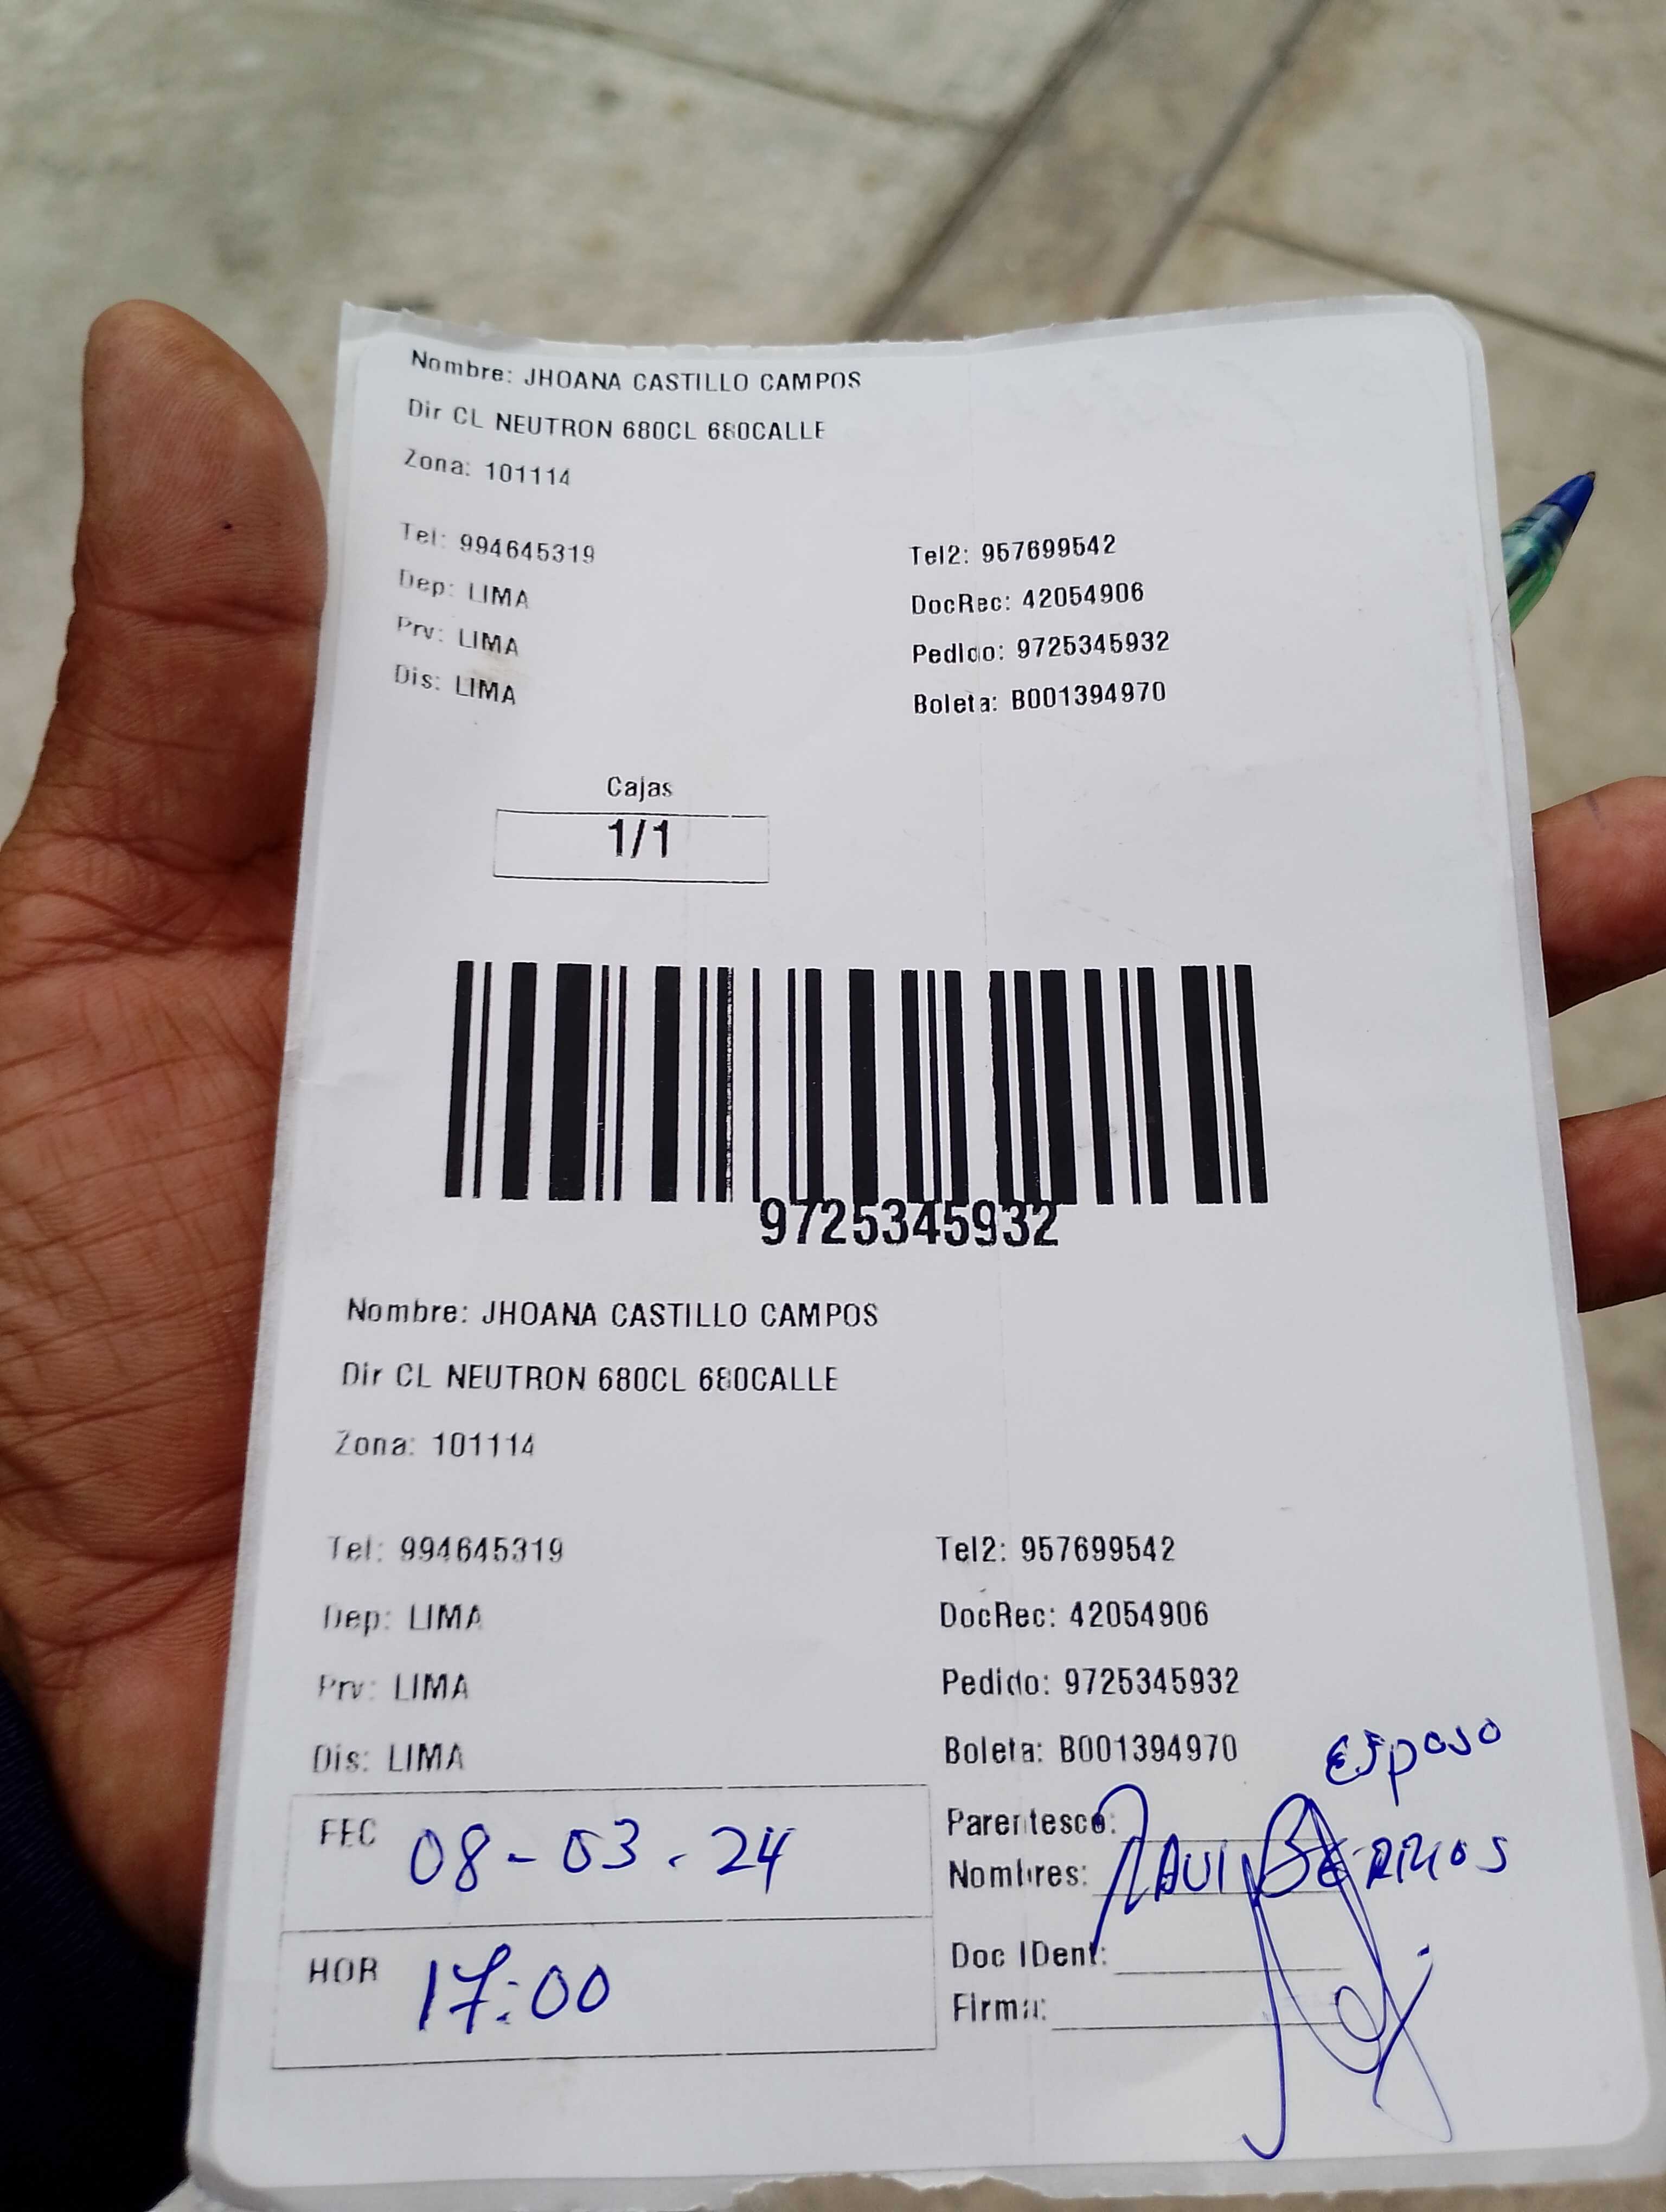 Nombre: JHOANA CASTILLO CAMPOS
Dir CL NEUTRON 680CL 680CALLE
Zona: 101114
Tel: 994645319 Tel2: 957699542
Dep: LIMA DocRec: 42054906
Prv: LIMA Pedido: 9725345932
Dis: LIMA Boleta: B001394970
Cajas
1/1
9725345932
Nombre: JHOANA CASTILLO CAMPOS
Dir CL NEUTRON 680CL 680CALLE
Zona: 101114
Tel: 994645319 Tel2: 957699542
Dep: LIMA DocRec: 42054906
Prv: LIMA Pedido: 9725345932
Dis: LIMA Boleta: B001394970
Esposo
FEC 08-03-24 Parentesco:
Nombres: BERRIOS
HOR 17:00 Doc IDent:
Firma: